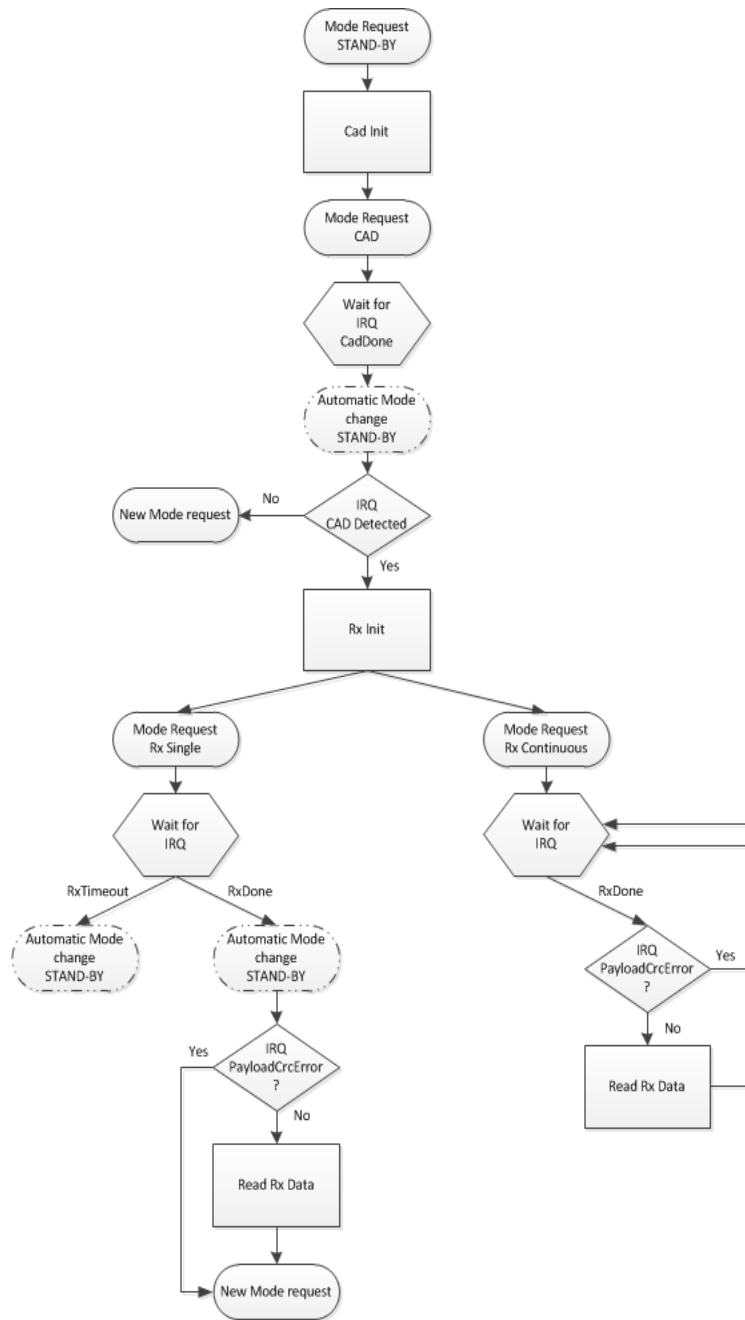 Mode Request
STAND-BY
Cad Init
Mode Request
CAD
Wait for
IRQ
CadDone
Automatic Mode
change
STAND-BY
IRQ
CAD Detected
No
New Mode request
Yes
Rx Init
Mode Request
Rx Single
Mode Request
Rx Continuous
Wait for
IRQ
Wait for
IRQ
RxTimeout
RxDone
RxDone
Automatic Mode
change
STAND-BY
Automatic Mode
change
STAND-BY
IRQ
PayloadCrcError
?
Yes
No
Read Rx Data
IRQ
PayloadCrcError
?
Yes
No
Read Rx Data
New Mode request